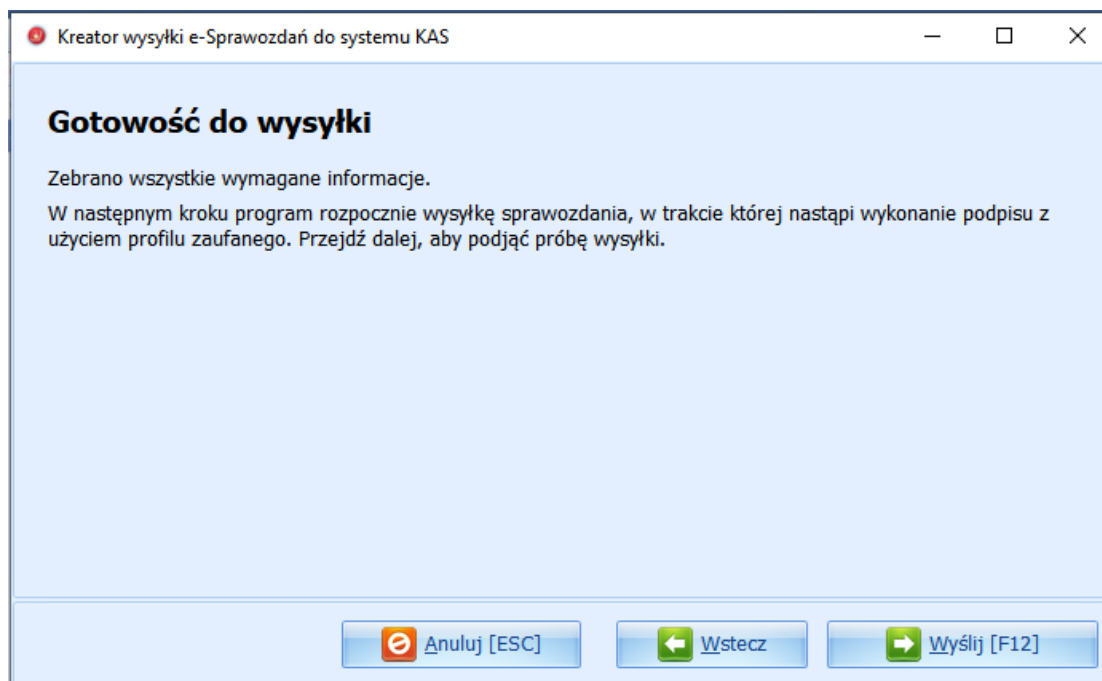 Kreator wysyłki e-Sprawozdań do systemu KAS
Gotowość do wysyłki
Zebrano wszystkie wymagane informacje.
W następnym kroku program rozpocznie wysyłkę sprawozdania, w trakcie której nastąpi wykonanie podpisu z
użyciem profilu zaufanego. Przejdź dalej, aby podjąć próbę wysyłki.
Anuluj [ESC] Wstecz Wyślij [F12]